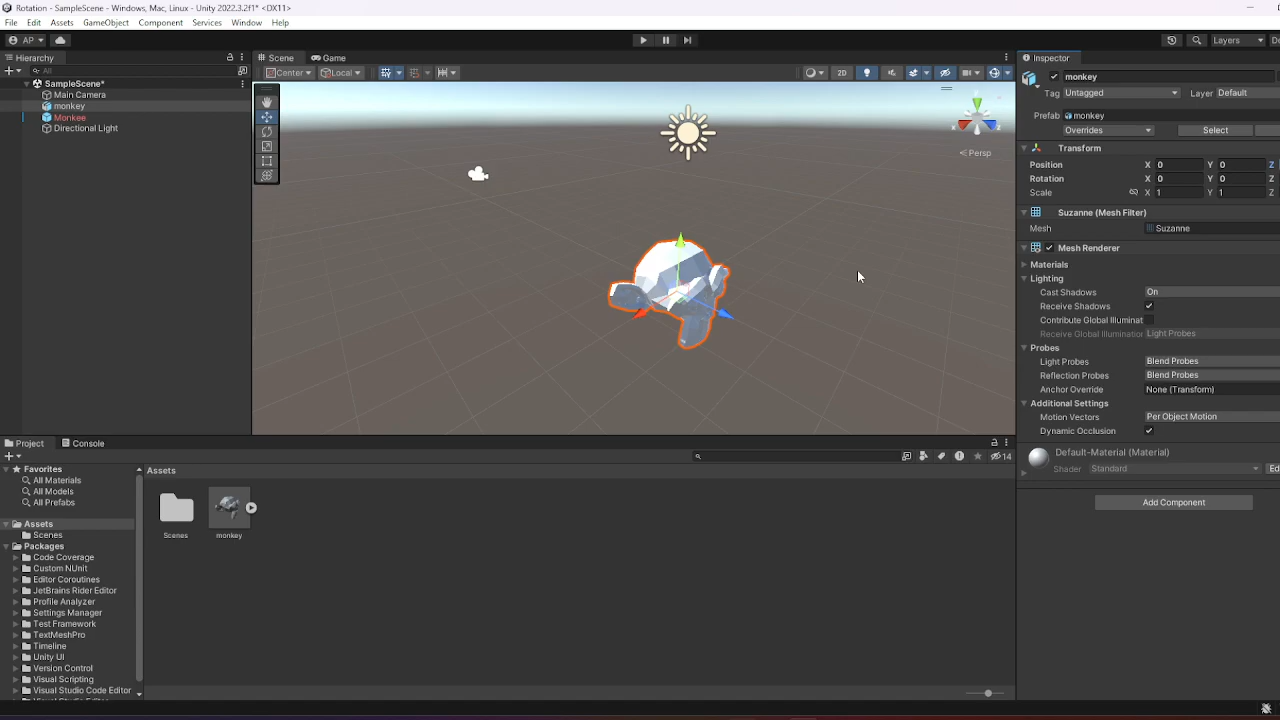 Rotation - SampleScene - Windows, Mac, Linux - Unity 2022.3.2f1* <DX11>
File Edit Assets GameObject Component Services Window Help
AP Layers
Hierarchy
All
SampleScene*
Main Camera
monkey
Monkee
Directional Light
Scene Game
Center Local 2D
Persp
Inspector
monkey
Tag Untagged Layer Default
Prefab monkey
Overrides Select
Transform
Position X 0 Y 0 Z
Rotation X 0 Y 0 Z
Scale X 1 Y 1 Z
Suzanne (Mesh Filter)
Mesh Suzanne
Mesh Renderer
Materials
Lighting
Cast Shadows On
Receive Shadows
Contribute Global Illuminat
Receive Global Illumination Light Probes
Probes
Light Probes Blend Probes
Reflection Probes Blend Probes
Anchor Override None (Transform)
Additional Settings
Motion Vectors Per Object Motion
Dynamic Occlusion
Default-Material (Material)
Shader Standard Ed
Add Component
Project Console
14
Favorites
All Materials
All Models
All Prefabs
Assets
Scenes
Packages
Code Coverage
Custom NUnit
Editor Coroutines
JetBrains Rider Editor
Profile Analyzer
Settings Manager
Test Framework
TextMeshPro
Timeline
Unity UI
Version Control
Visual Scripting
Visual Studio Code Editor
Assets
Scenes monkey